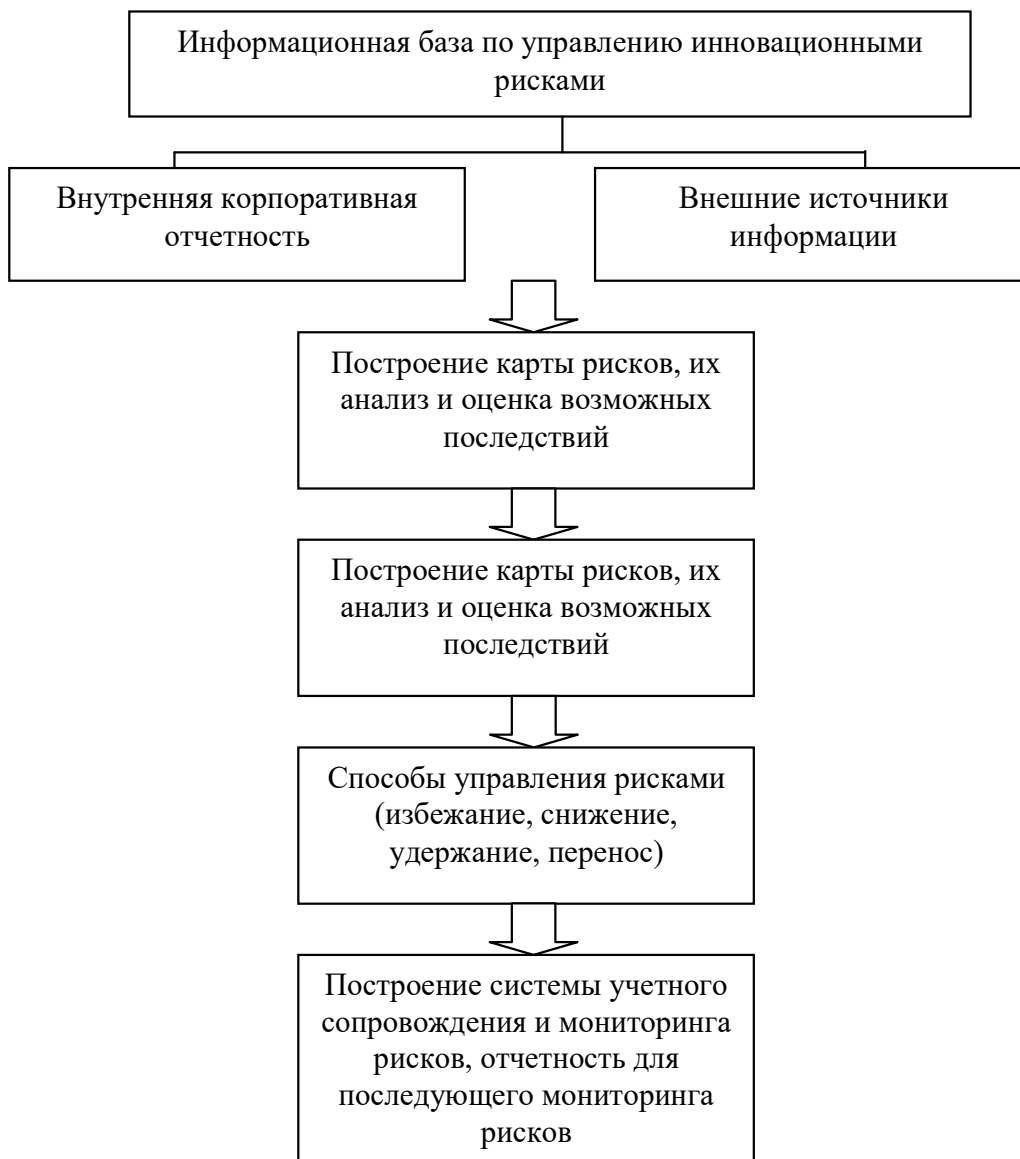 Информационная база по управлению инновационными
рисками
Внутренняя корпоративная
отчетность
Внешние источники
информации
Построение карты рисков, их
анализ и оценка возможных
последствий
Построение карты рисков, их
анализ и оценка возможных
последствий
Способы управления рисками
(избежание, снижение,
удержание, перенос)
Построение системы учетного
сопровождения и мониторинга
рисков, отчетность для
последующего мониторинга
рисков